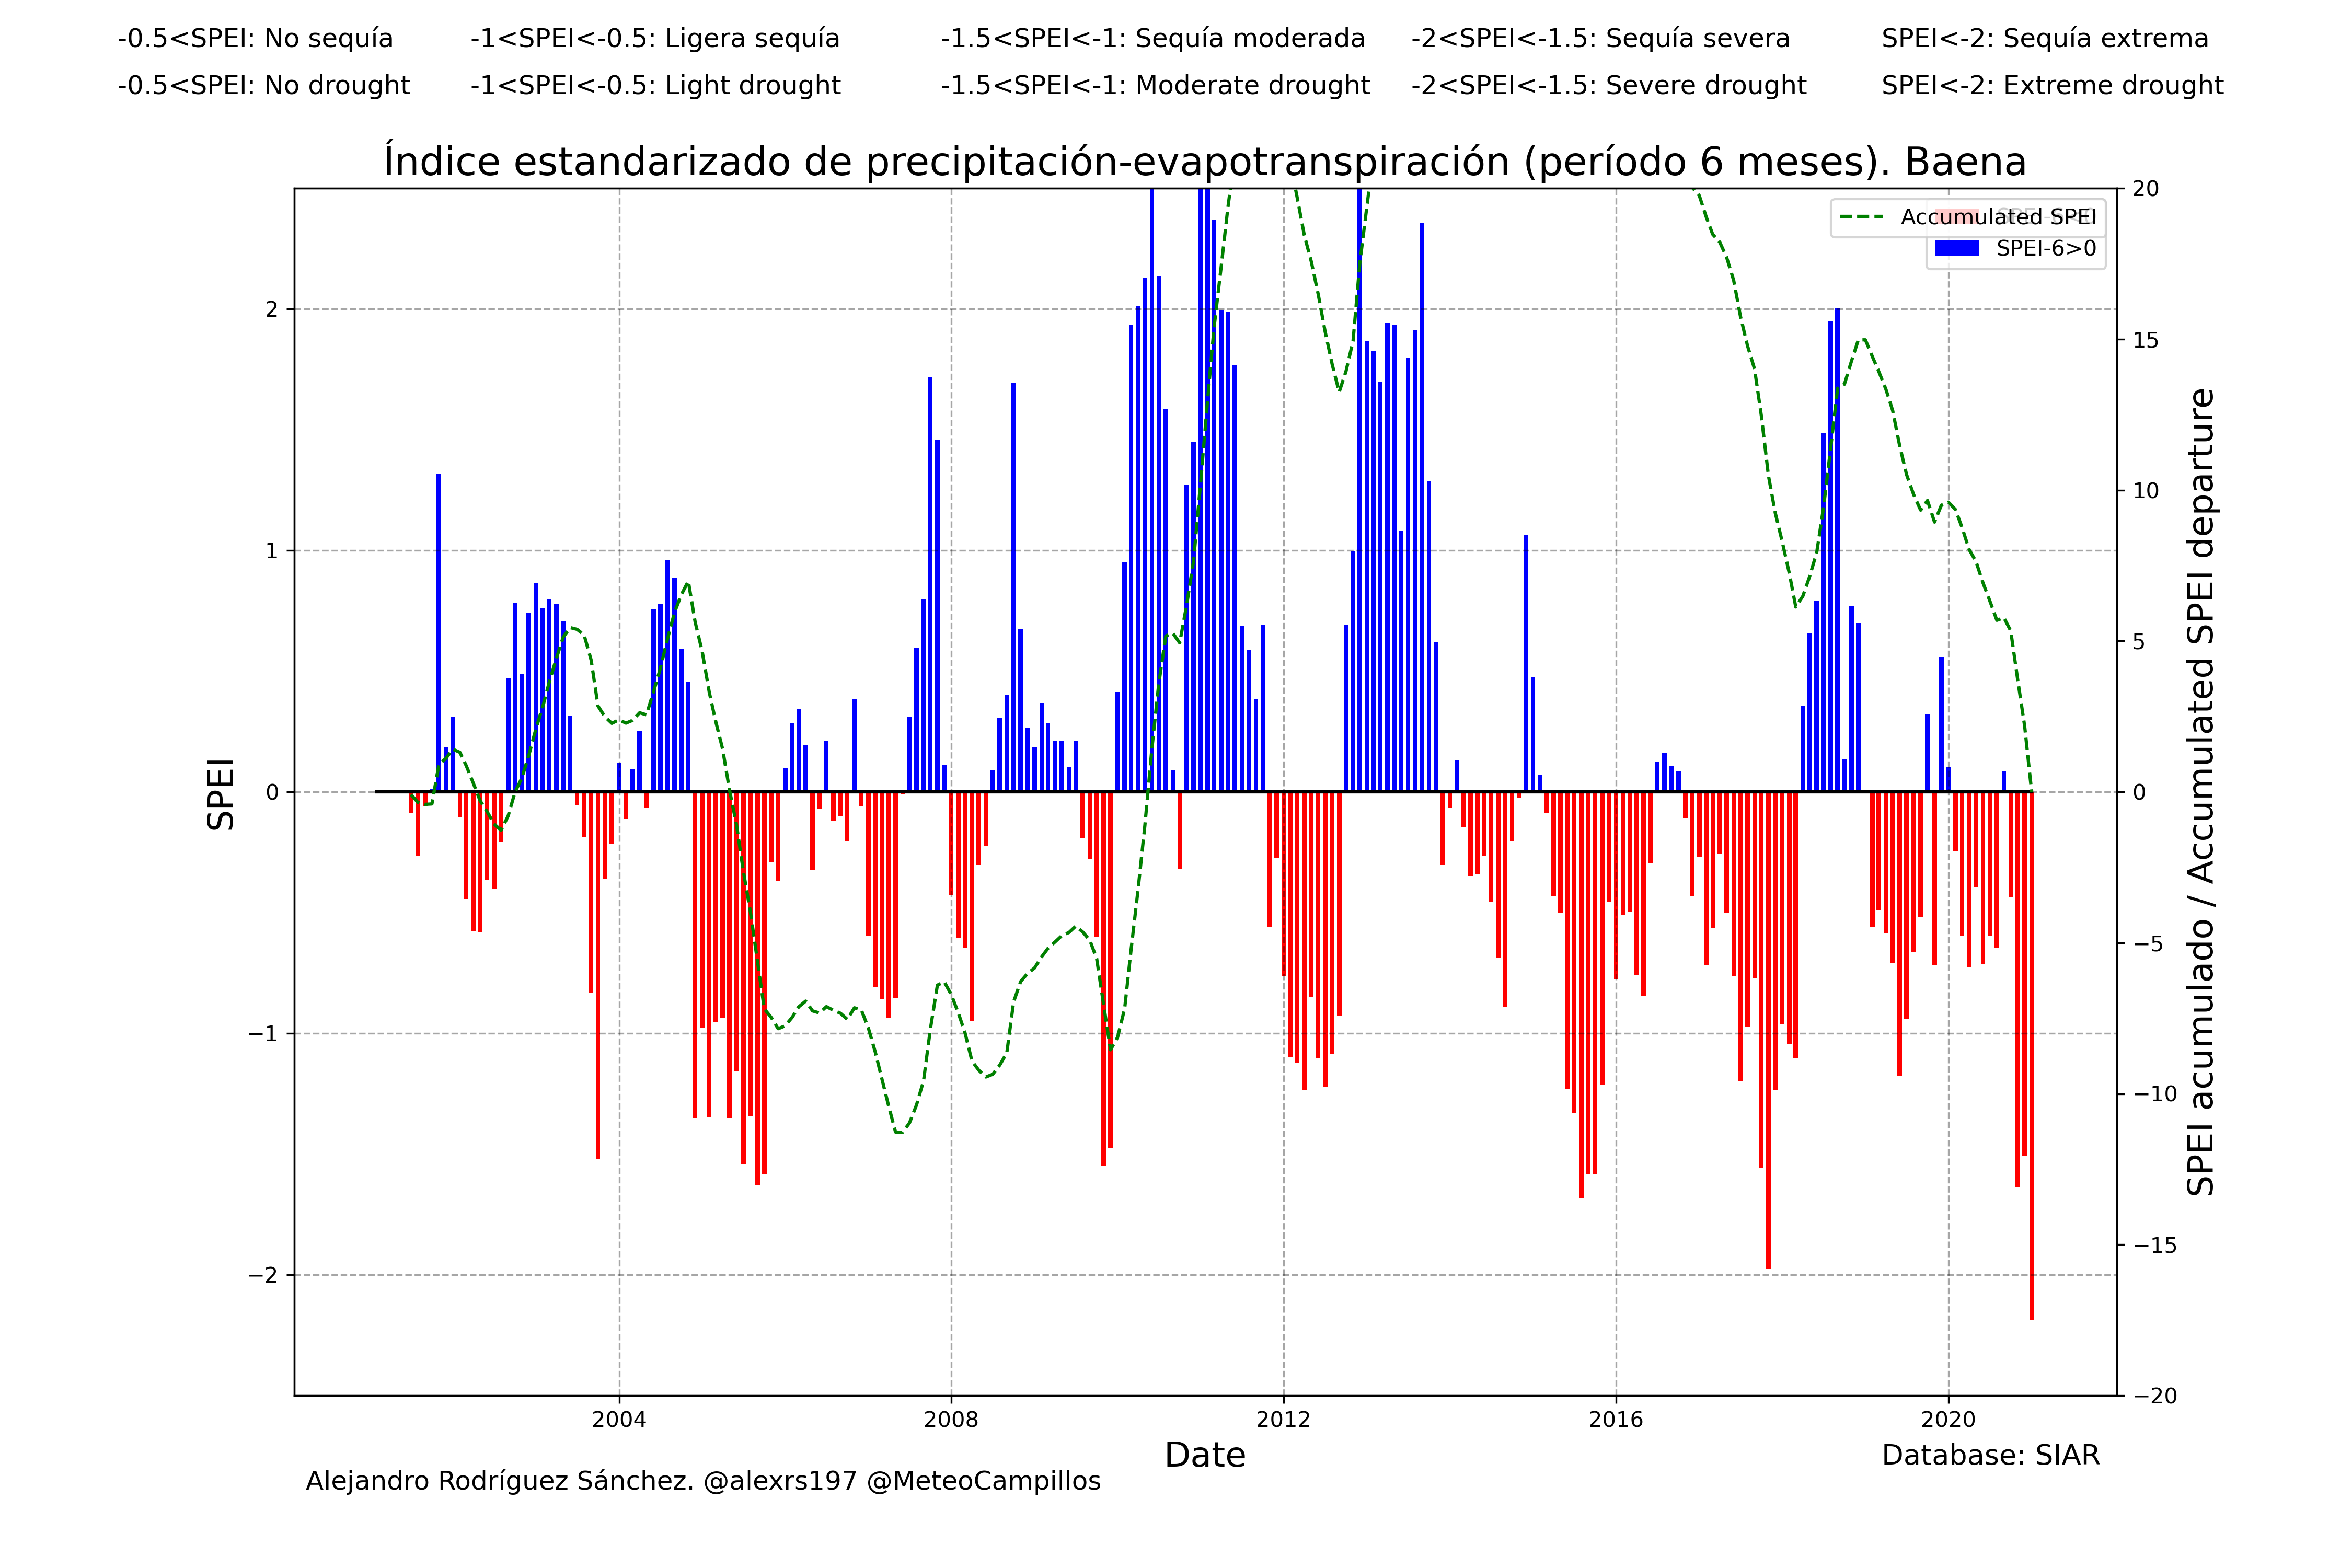 -0.5<SPEI: No sequía -1<SPEI<-0.5: Ligera sequía -1.5<SPEI<-1: Sequía moderada -2<SPEI<-1.5: Sequía severa SPEI<-2: Sequía extrema
-0.5<SPEI: No drought -1<SPEI<-0.5: Light drought -1.5<SPEI<-1: Moderate drought -2<SPEI<-1.5: Severe drought SPEI<-2: Extreme drought
Índice estandarizado de precipitación-evapotranspiración (período 6 meses). Baena
Accumulated SPEI
SPEI-6>0
SPEI
2
1
0
−1
−2
20
15
10
5
0
−5
−10
−15
−20
SPEI acumulado / Accumulated SPEI departure
2004 2008 2012 2016 2020
Date
Database: SIAR
Alejandro Rodríguez Sánchez. @alexrs197 @MeteoCampillos